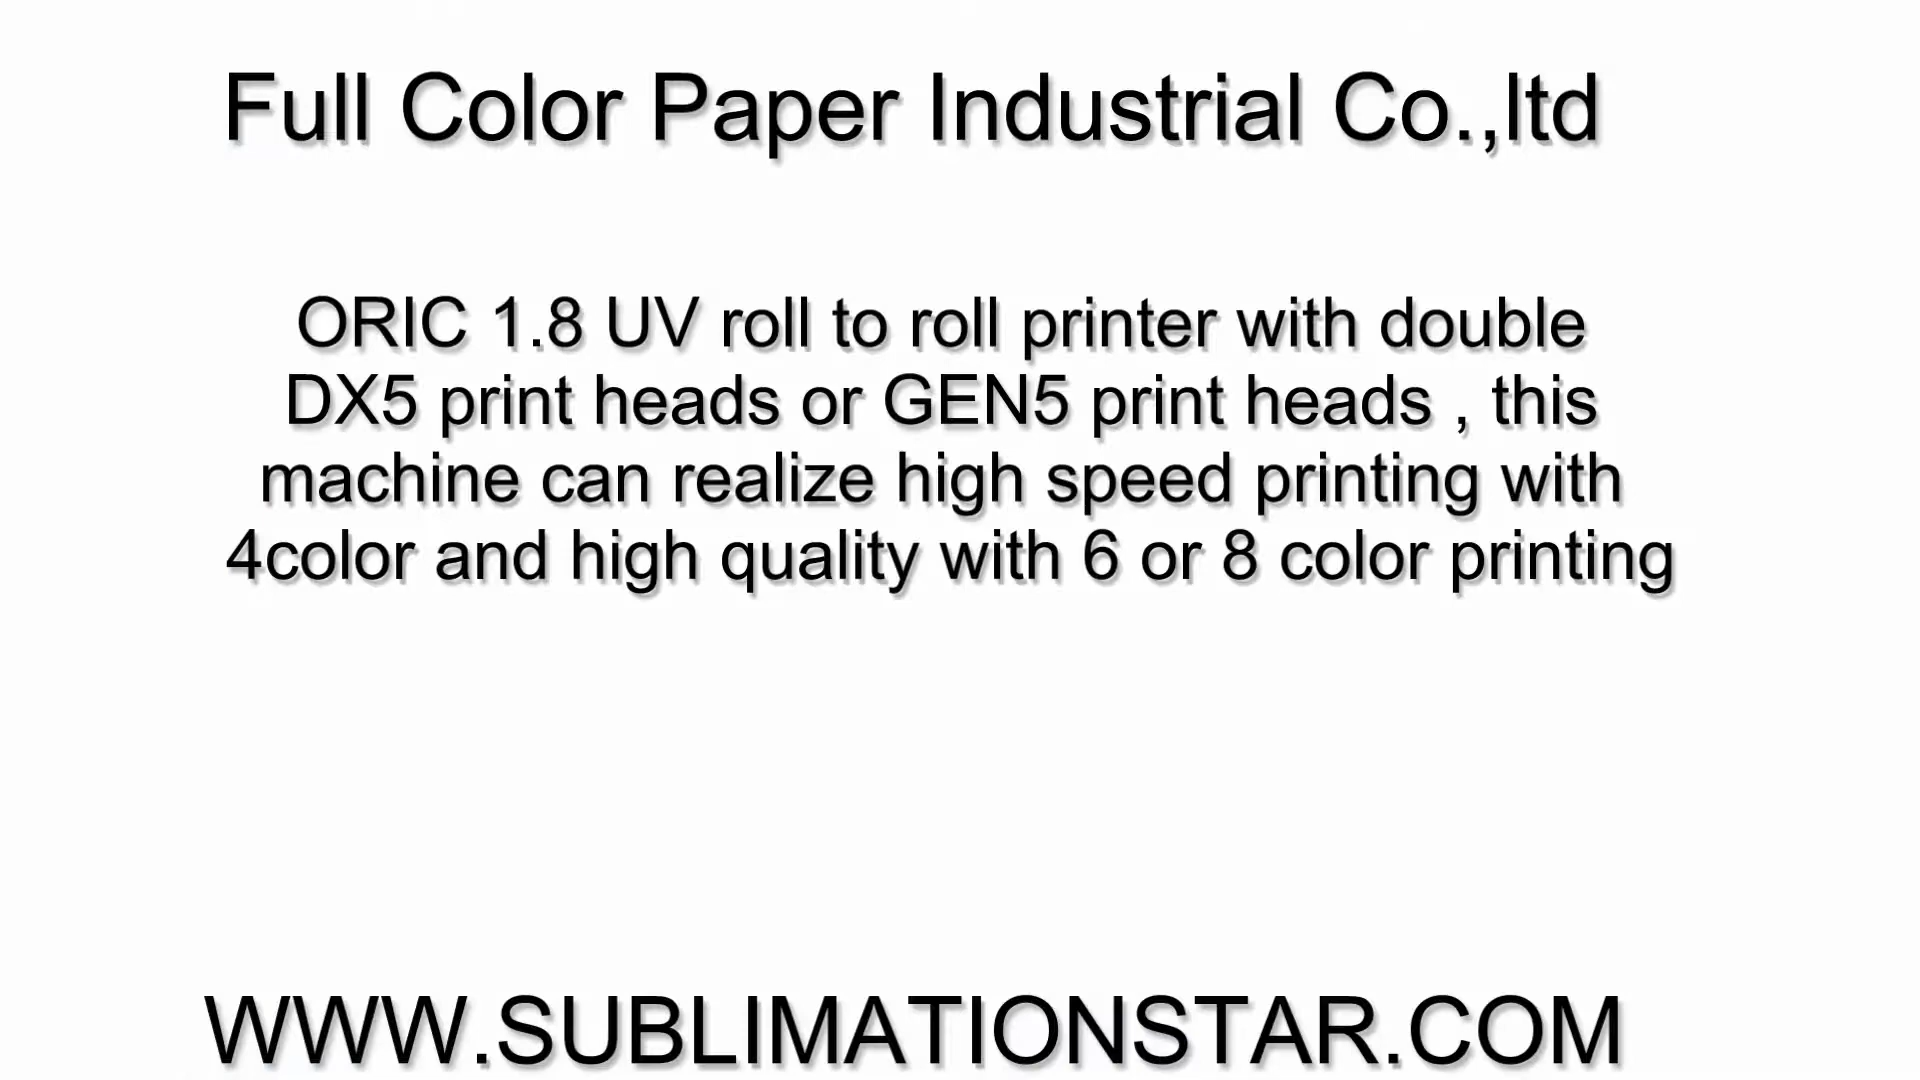 Full Color Paper Industrial Co.,ltd
ORIC 1.8 UV roll to roll printer with double
DX5 print heads or GEN5 print heads , this
machine can realize high speed printing with
4color and high quality with 6 or 8 color printing
WWW.SUBLIMATIONSTAR.COM